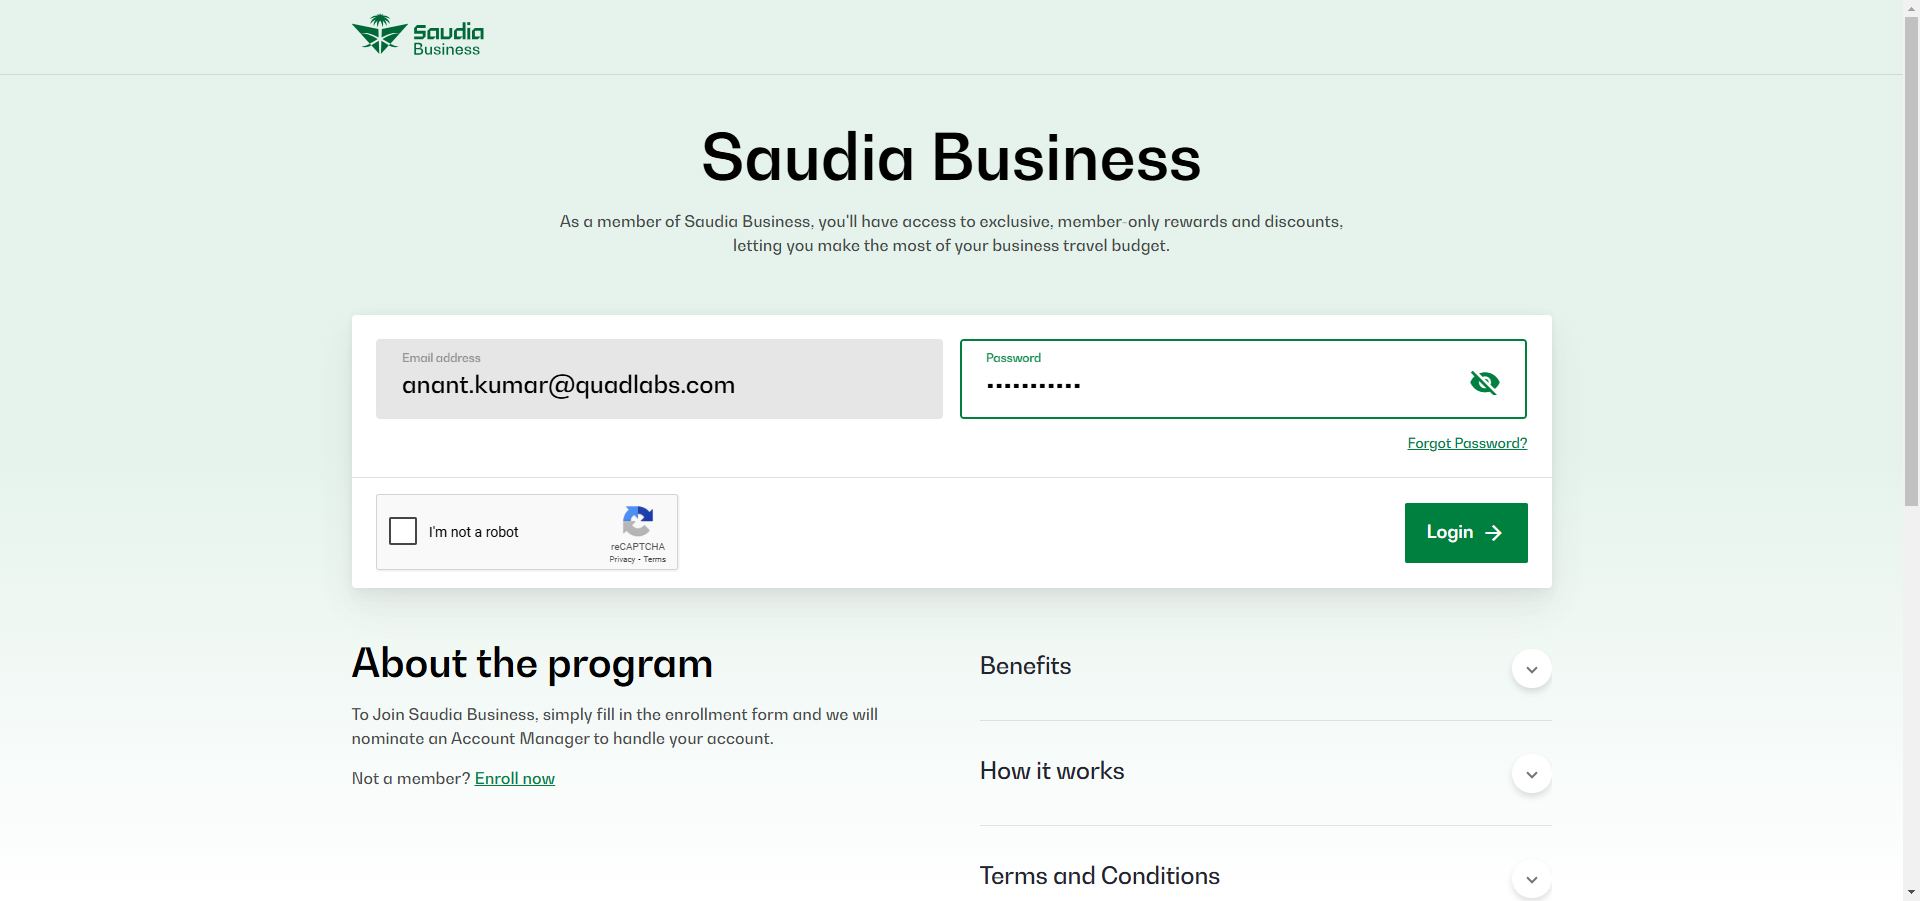 Saudia
Business
Saudia Business
As a member of Saudia Business, you'll have access to exclusive, member-only rewards and discounts,
letting you make the most of your business travel budget.
Email address
anant.kumar@quadlabs.com
Password
•••••••••••
Forgot Password?
I'm not a robot
reCAPTCHA
Privacy - Terms
Login
About the program
To Join Saudia Business, simply fill in the enrollment form and we will
nominate an Account Manager to handle your account.
Not a member? Enroll now
Benefits
How it works
Terms and Conditions